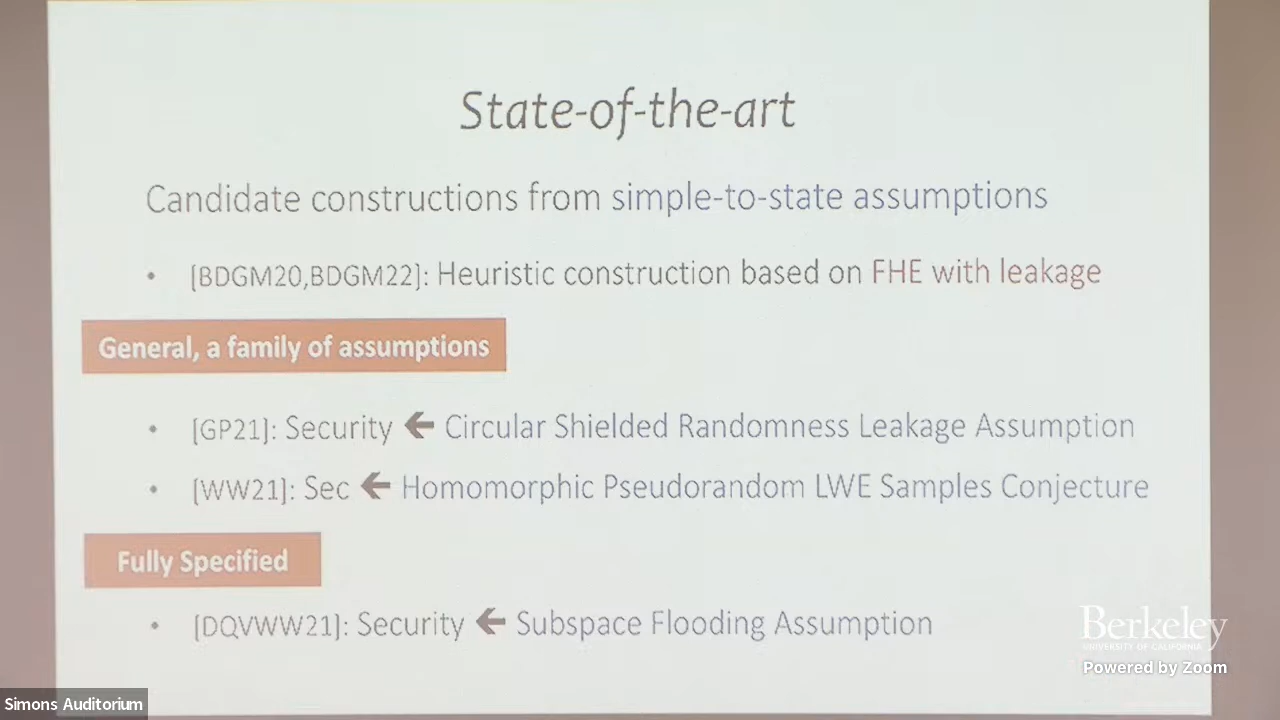 State-of-the-art
Candidate constructions from simple-to-state assumptions
• [BDGM20,BDGM22]: Heuristic construction based on FHE with leakage
General, a family of assumptions
• [GP21]: Security ← Circular Shielded Randomness Leakage Assumption
• [WW21]: Sec ← Homomorphic Pseudorandom LWE Samples Conjecture
Fully Specified
• [DQVWW21]: Security ← Subspace Flooding Assumption
Berkeley
UNIVERSITY OF CALIFORNIA
Powered by Zoom
Simons Auditorium